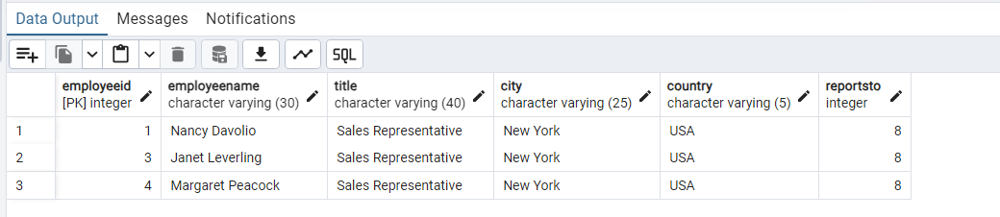 Data Output Messages Notifications
SQL
employeeid employeename title city country reportsto
[PK] integer character varying (30) character varying (40) character varying (25) character varying (5) integer
1 1 Nancy Davolio Sales Representative New York USA 8
2 3 Janet Leverling Sales Representative New York USA 8
3 4 Margaret Peacock Sales Representative New York USA 8